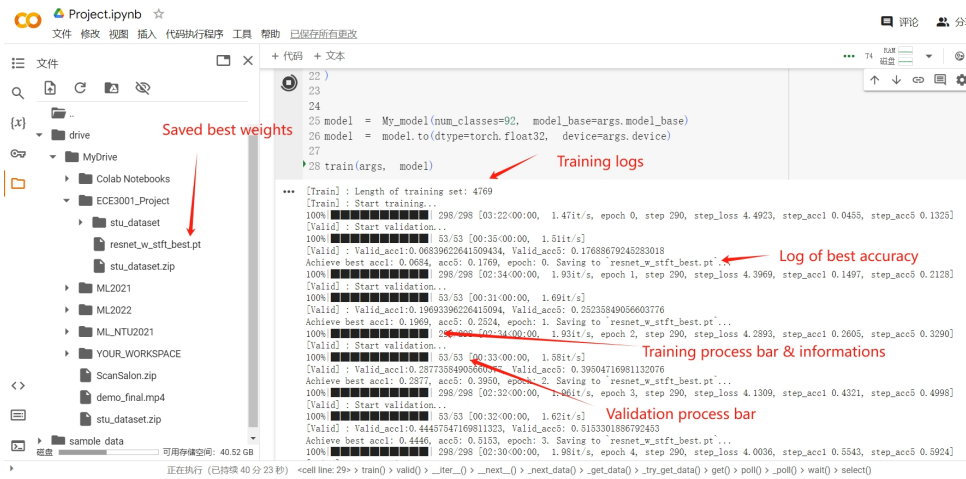 Project.ipynb
文件 修改 视图 插入 代码执行程序 工具 帮助 已保存所有更改
评论
文件
+ 代码 + 文本
T4 RAM 磁盘
..
drive
MyDrive
Colab Notebooks
ECE3001_Project
stu_dataset
resnet_w_stft_best.pt
stu_dataset.zip
ML2021
ML2022
ML_NTU2021
YOUR_WORKSPACE
ScanSalon.zip
demo_final.mp4
stu_dataset.zip
sample_data
磁盘 可用存储空间: 40.52 GB
Saved best weights
22 )
23
24
25 model = My_model(num_classes=92, model_base=args.model_base)
26 model = model.to(dtype=torch.float32, device=args.device)
27
28 train(args, model)
Training logs
[Train] : Length of training set: 4769
[Train] : Start training...
100%| 298/298 [03:22<00:00, 1.47it/s, epoch 0, step 290, step_loss 4.4923, step_acc1 0.0455, step_acc5 0.1325]
[Valid] : Start validation...
100%| 53/53 [00:35<00:00, 1.51it/s]
[Valid] : Valid_acc1:0.06839622641509434, Valid_acc5: 0.17688679245283018
Achieve best acc1: 0.0684, acc5: 0.1769, epoch: 0. Saving to `resnet_w_stft_best.pt`...
Log of best accuracy
100%| 298/298 [02:34<00:00, 1.93it/s, epoch 1, step 290, step_loss 4.3969, step_acc1 0.1497, step_acc5 0.2128]
[Valid] : Start validation...
100%| 53/53 [00:31<00:00, 1.69it/s]
[Valid] : Valid_acc1:0.19693396226415094, Valid_acc5: 0.25235849056603776
Achieve best acc1: 0.1969, acc5: 0.2524, epoch: 1. Saving to `resnet_w_stft_best.pt`...
100%| 298/298 [02:34<00:00, 1.93it/s, epoch 2, step 290, step_loss 4.2893, step_acc1 0.2605, step_acc5 0.3290]
[Valid] : Start validation...
Training process bar & informations
100%| 53/53 [00:33<00:00, 1.58it/s]
[Valid] : Valid_acc1:0.2877358490566037, Valid_acc5: 0.39504716981132076
Achieve best acc1: 0.2877, acc5: 0.3950, epoch: 2. Saving to `resnet_w_stft_best.pt`...
100%| 298/298 [02:32<00:00, 1.96it/s, epoch 3, step 290, step_loss 4.1309, step_acc1 0.4321, step_acc5 0.4998]
[Valid] : Start validation...
Validation process bar
100%| 53/53 [00:32<00:00, 1.62it/s]
[Valid] : Valid_acc1:0.44457547169811323, Valid_acc5: 0.5153301886792453
Achieve best acc1: 0.4446, acc5: 0.5153, epoch: 3. Saving to `resnet_w_stft_best.pt`...
100%| 298/298 [02:30<00:00, 1.98it/s, epoch 4, step 290, step_loss 4.0036, step_acc1 0.5543, step_acc5 0.5924]
正在执行 (已持续 40 分 23 秒) <cell line: 29> > train() > valid() > __iter__() > __next__() > _next_data() > _get_data() > _try_get_data() > get() > poll() > _poll() > wait() > select()